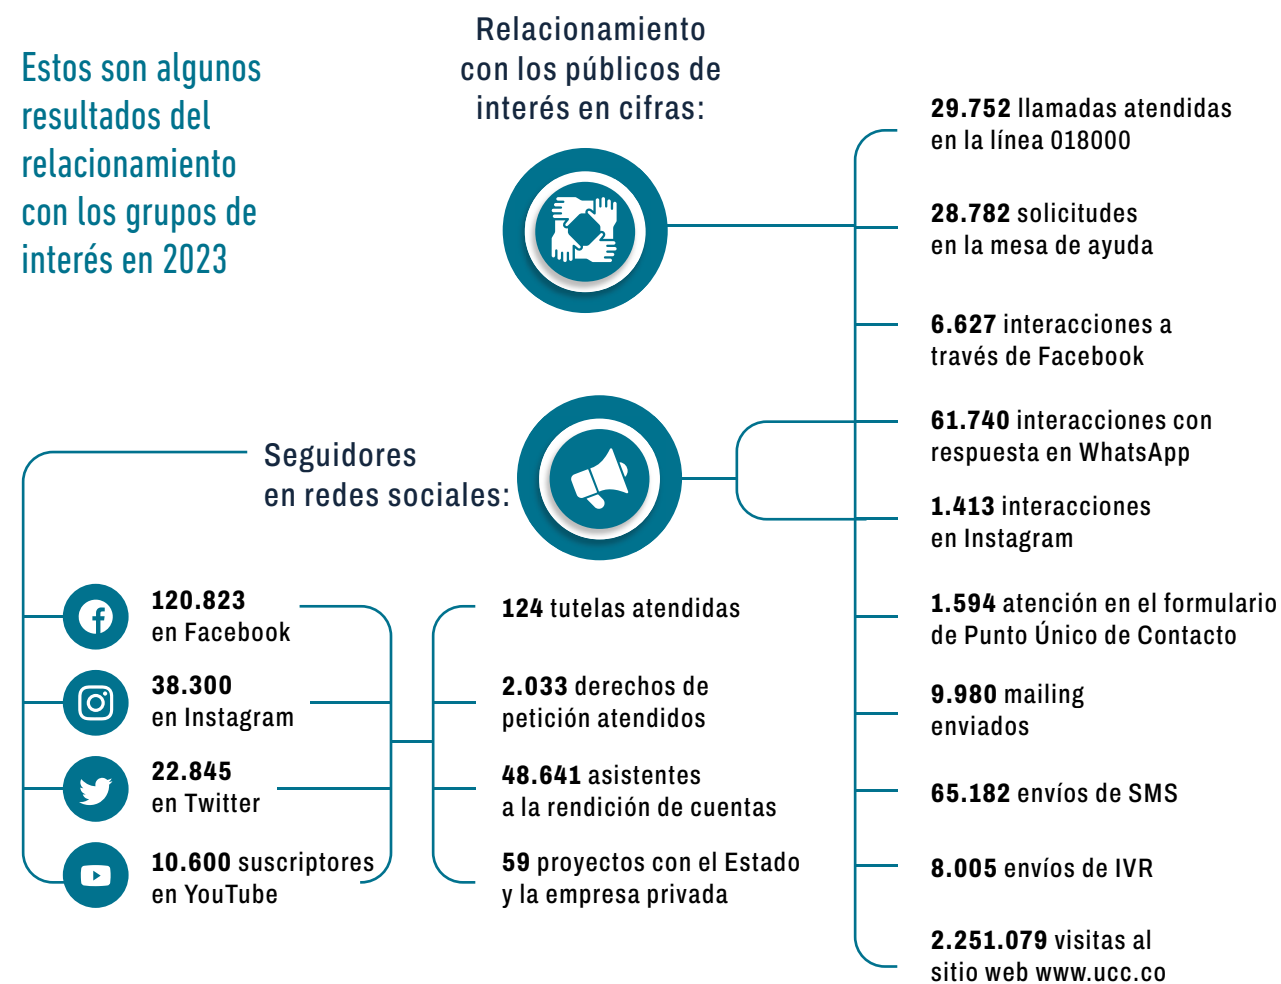 Estos son algunos
resultados del
relacionamiento
con los grupos de
interés en 2023
Relacionamiento
con los públicos de
interés en cifras:
29.752 llamadas atendidas
en la línea 018000
28.782 solicitudes
en la mesa de ayuda
6.627 interacciones a
través de Facebook
61.740 interacciones con
respuesta en WhatsApp
1.413 interacciones
en Instagram
1.594 atención en el formulario
de Punto Único de Contacto
9.980 mailing
enviados
65.182 envíos de SMS
8.005 envíos de IVR
2.251.079 visitas al
sitio web www.ucc.co
Seguidores
en redes sociales:
120.823
en Facebook
38.300
en Instagram
22.845
en Twitter
10.600 suscriptores
en YouTube
124 tutelas atendidas
2.033 derechos de
petición atendidos
48.641 asistentes
a la rendición de cuentas
59 proyectos con el Estado
y la empresa privada